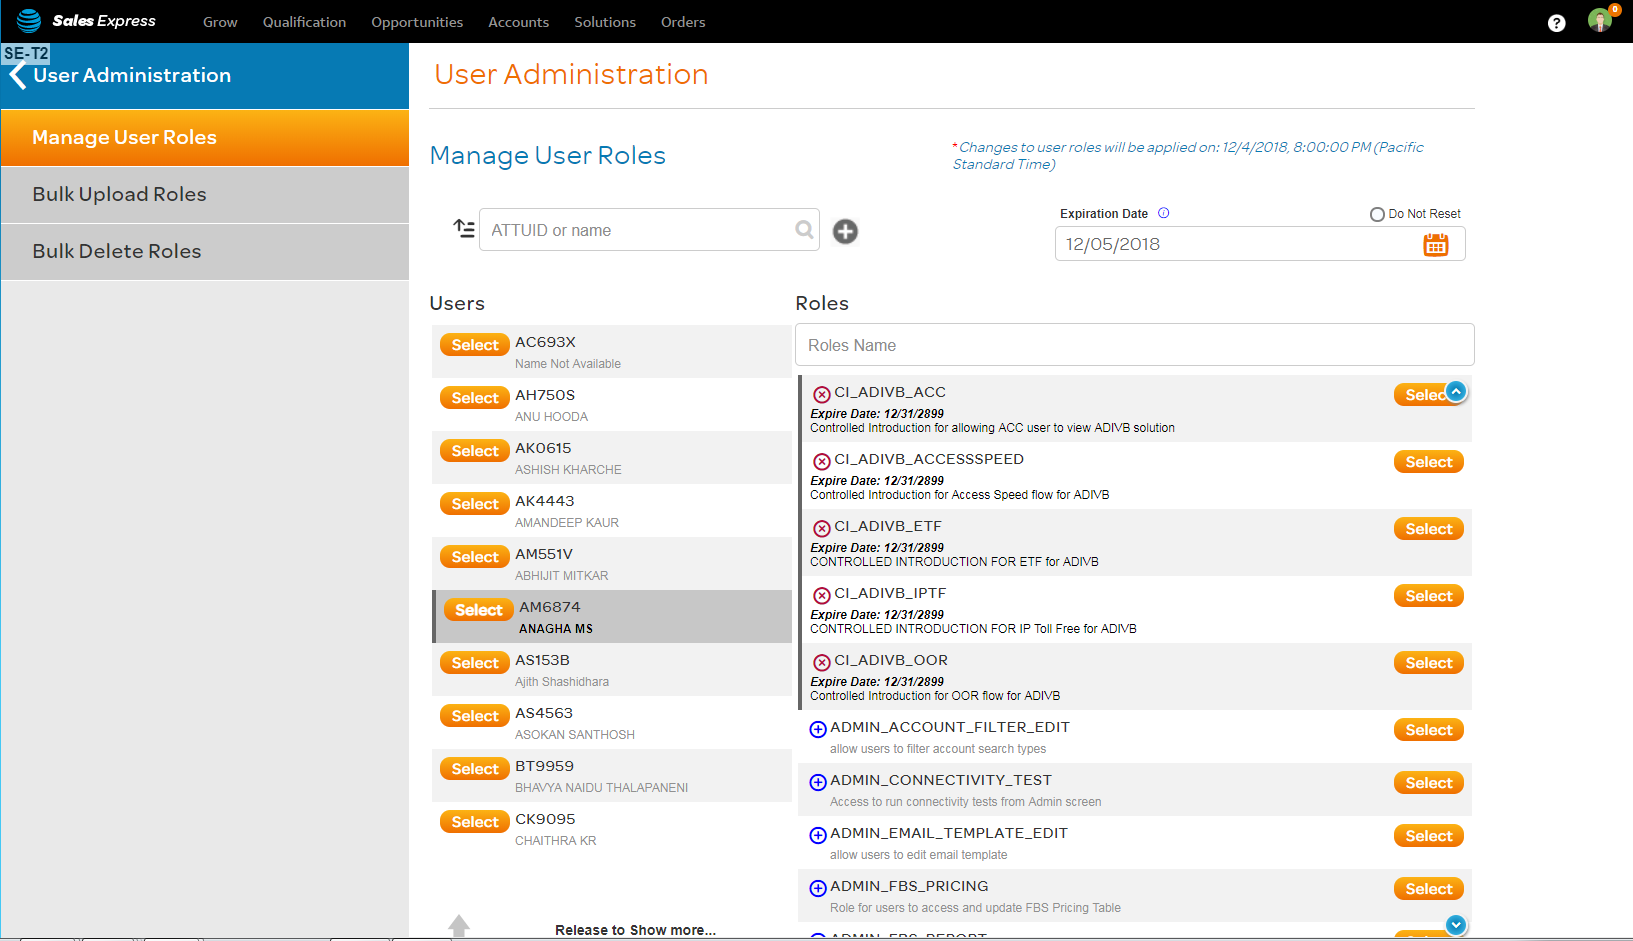 Sales Express
Grow
Qualification
Opportunities
Accounts
Solutions
Orders
?
0
SE-T2
User Administration
Manage User Roles
Bulk Upload Roles
Bulk Delete Roles
User Administration
Manage User Roles
*Changes to user roles will be applied on: 12/4/2018, 8:00:00 PM (Pacific
Standard Time)
ATTUID or name
Expiration Date
Do Not Reset
12/05/2018
Users
Select AC693X
Name Not Available
Select AH750S
ANU HOODA
Select AK0615
ASHISH KHARCHE
Select AK4443
AMANDEEP KAUR
Select AM551V
ABHIJIT MITKAR
Select AM6874
ANAGHA MS
Select AS153B
Ajith Shashidhara
Select AS4563
ASOKAN SANTHOSH
Select BT9959
BHAVYA NAIDU THALAPANENI
Select CK9095
CHAITHRA KR
Release to Show more...
Roles
Roles Name
CI_ADIVB_ACC Selec
Expire Date: 12/31/2899
Controlled Introduction for allowing ACC user to view ADIVB solution
CI_ADIVB_ACCESSSPEED Select
Expire Date: 12/31/2899
Controlled Introduction for Access Speed flow for ADIVB
CI_ADIVB_ETF Select
Expire Date: 12/31/2899
CONTROLLED INTRODUCTION FOR ETF for ADIVB
CI_ADIVB_IPTF Select
Expire Date: 12/31/2899
CONTROLLED INTRODUCTION FOR IP Toll Free for ADIVB
CI_ADIVB_OOR Select
Expire Date: 12/31/2899
Controlled Introduction for OOR flow for ADIVB
ADMIN_ACCOUNT_FILTER_EDIT Select
allow users to filter account search types
ADMIN_CONNECTIVITY_TEST Select
Access to run connectivity tests from Admin screen
ADMIN_EMAIL_TEMPLATE_EDIT Select
allow users to edit email template
ADMIN_FBS_PRICING Select
Role for users to access and update FBS Pricing Table
ADMIN_FBS_REPORT